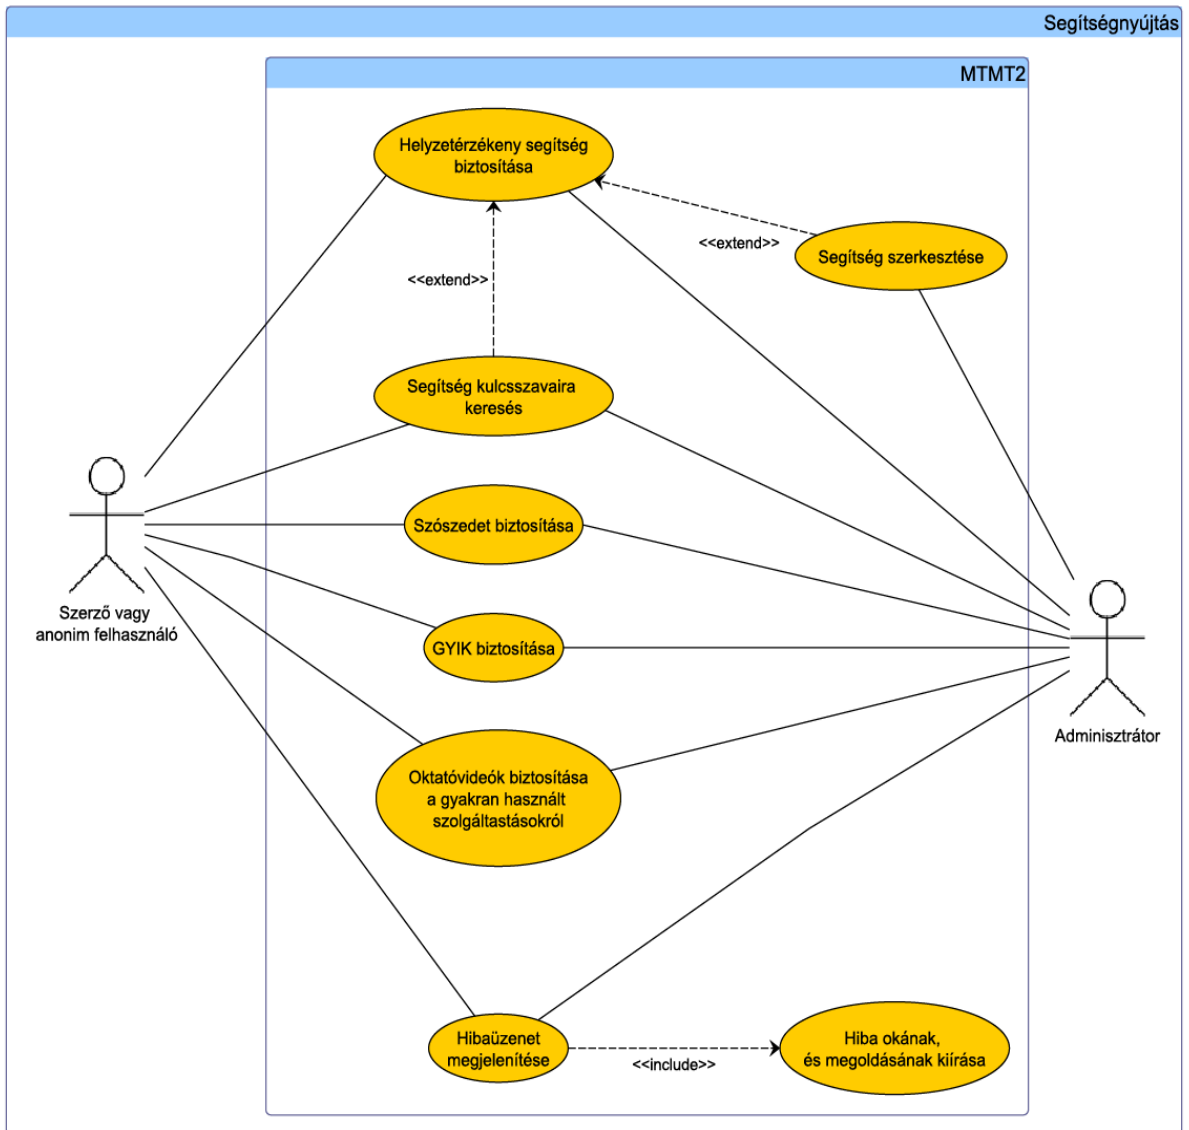 Segítségnyújtás
MTMT2
Helyzetérzékeny segítség
biztosítása
<<extend>>
Segítség szerkesztése
<<extend>>
Segítség kulcsszavaira
keresés
Szószedet biztosítása
Szerző vagy
anonim felhasználó
GYIK biztosítása
Adminisztrátor
Oktatóvideók biztosítása
a gyakran használt
szolgáltastásokról
Hibaüzenet
megjelenítése
<<include>>
Hiba okának,
és megoldásának kiírása